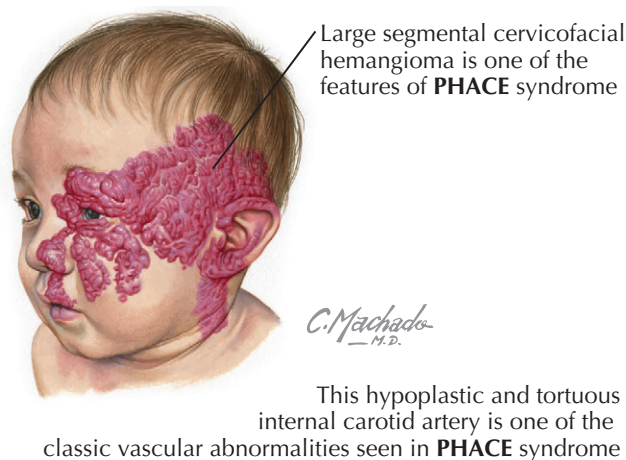 Large segmental cervicofacial
hemangioma is one of the
features of PHACE syndrome
C. Machado
M.D.
This hypoplastic and tortuous
internal carotid artery is one of the
classic vascular abnormalities seen in PHACE syndrome